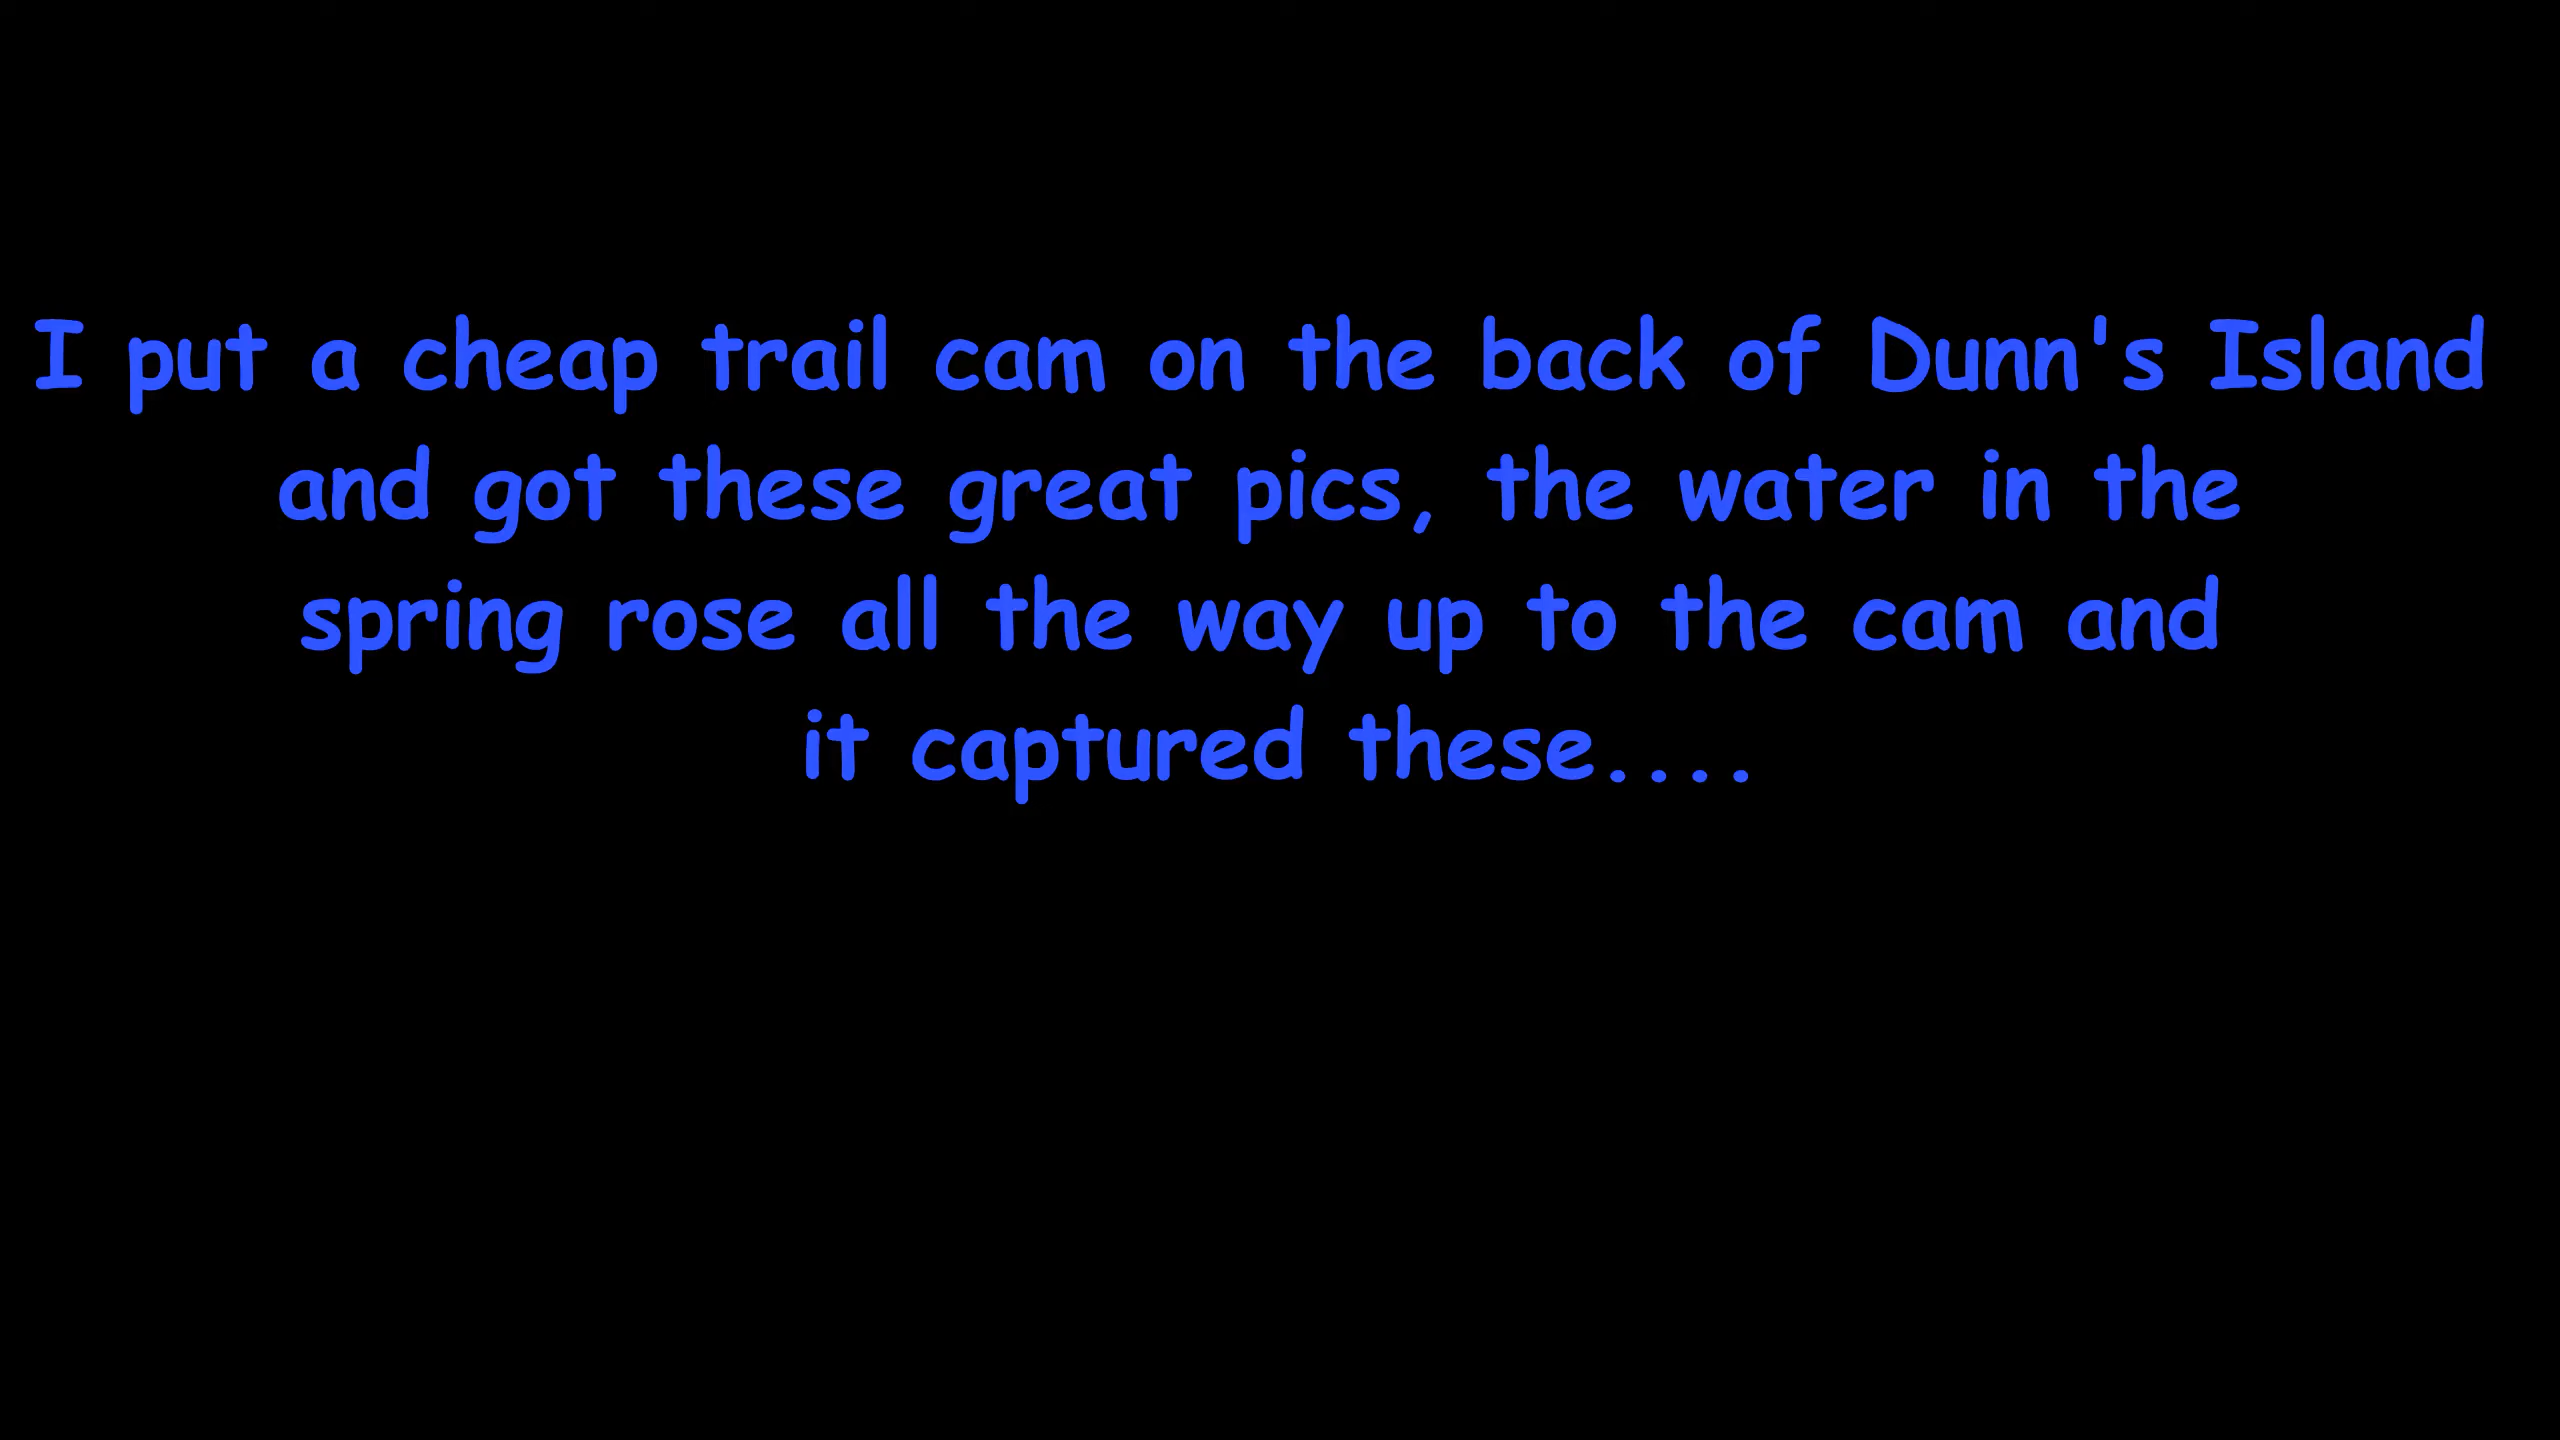 I put a cheap trail cam on the back of Dunn's Island
and got these great pics, the water in the
spring rose all the way up to the cam and
it captured these....